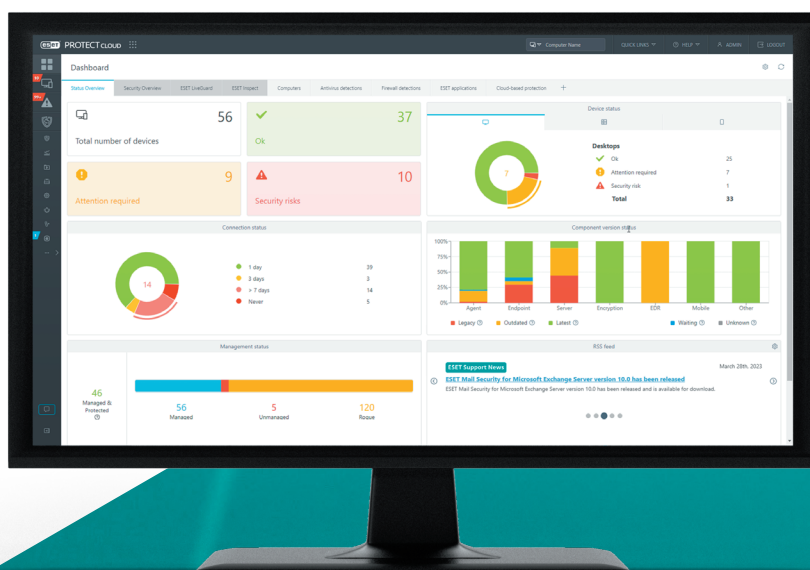 eset PROTECT CLOUD
Computer Name
QUICK LINKS
HELP
ADMIN
LOGOUT
Dashboard
Status Overview
Security Overview
ESET LiveGuard
ESET Inspect
Computers
Antivirus detections
Firewall detections
ESET applications
Cloud-based protection
56
Total number of devices
37
Ok
9
Attention required
10
Security risks
Device status
7
Desktops
Ok 25
Attention required 7
Security risk 1
Total 33
Connection status
14
1 day 39
3 days 3
> 7 days 14
Never 5
Component version status
100%
75%
50%
25%
0%
Agent Endpoint Server Encryption EDR Mobile Other
Legacy Outdated Latest Waiting Unknown
Management status
46
Managed &
Protected
56
Managed
5
Unmanaged
120
Rogue
RSS feed
ESET Support News
March 28th, 2023
ESET Mail Security for Microsoft Exchange Server version 10.0 has been released
ESET Mail Security for Microsoft Exchange Server version 10.0 has been released and is available for download.